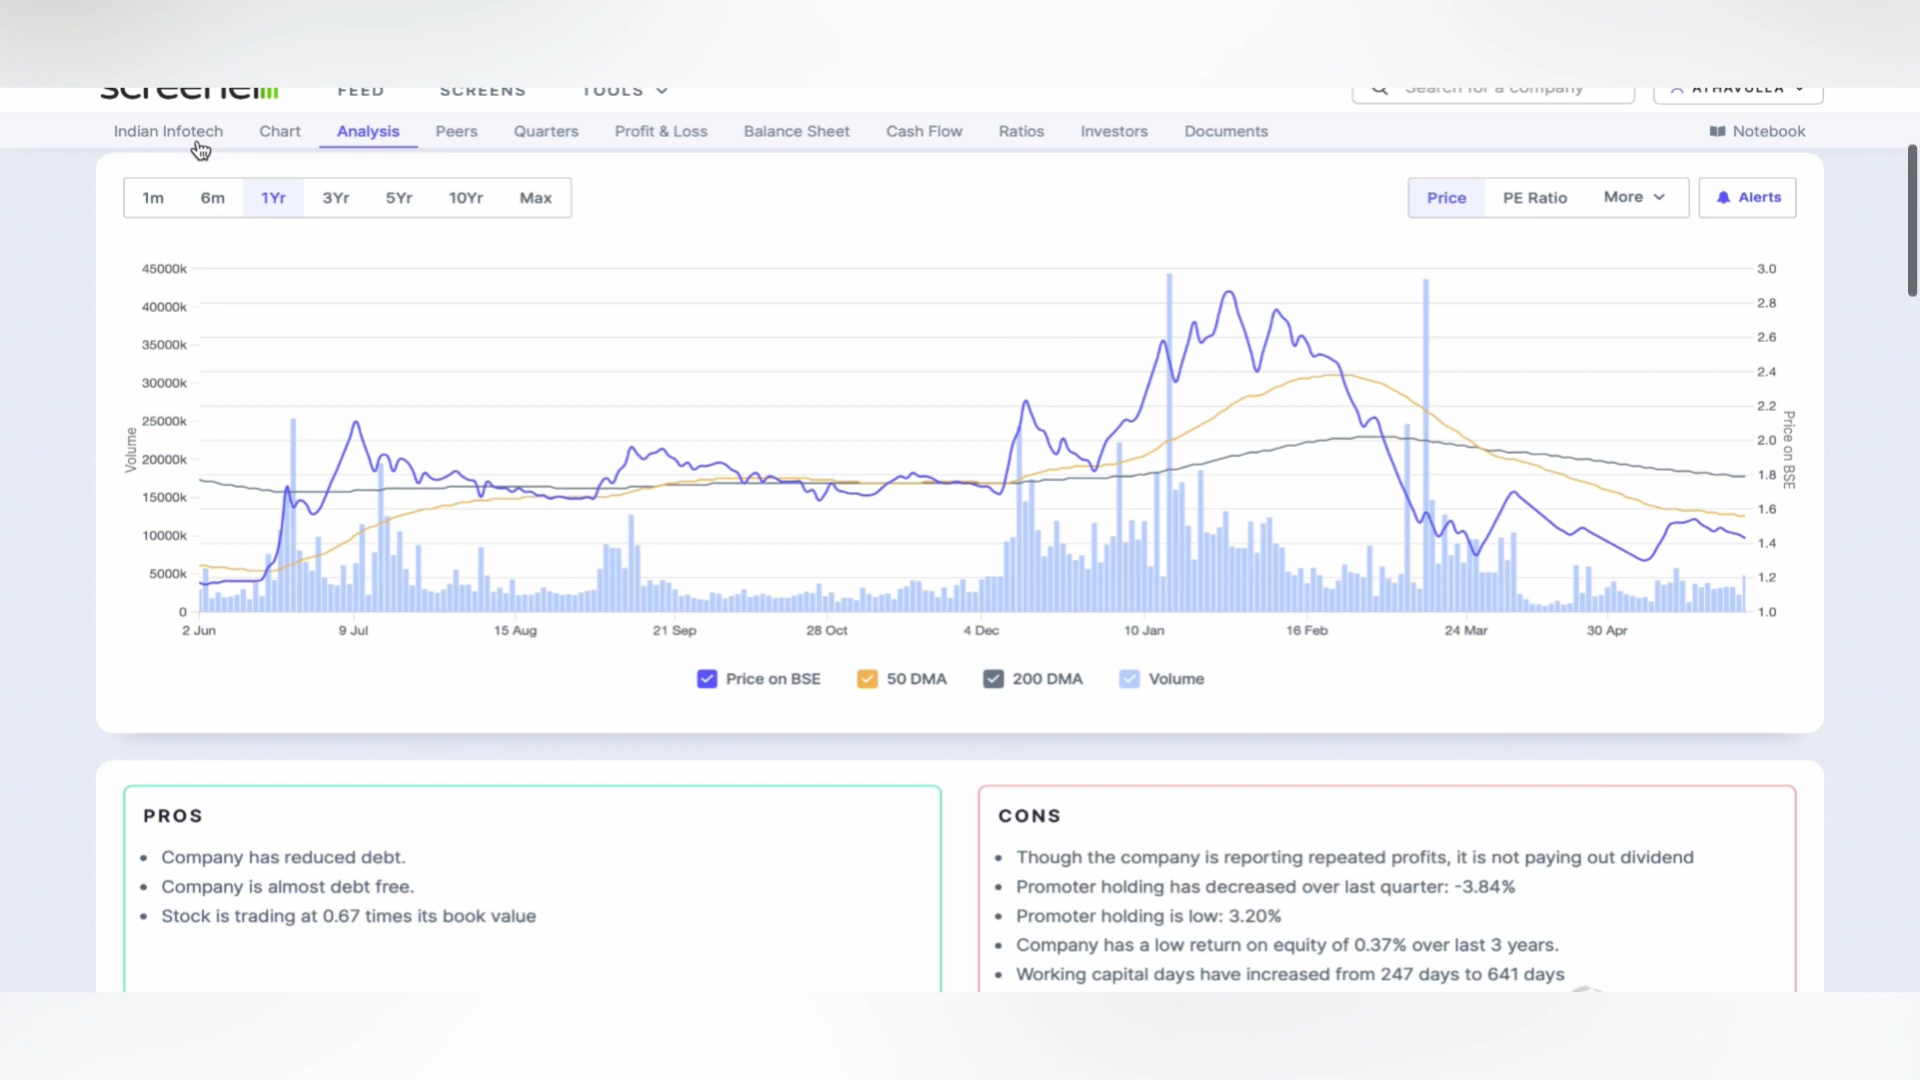 screener
FEED SCREENS TOOLS Search for a company ATHAVULLA
Indian Infotech Chart Analysis Peers Quarters Profit & Loss Balance Sheet Cash Flow Ratios Investors Documents Notebook
1m 6m 1Yr 3Yr 5Yr 10Yr Max Price PE Ratio More Alerts
45000k 3.0
40000k 2.8
35000k 2.6
30000k 2.4
25000k 2.2
20000k 2.0
15000k 1.8
10000k 1.6
5000k 1.4
0 1.2
1.0
Volume
Price on BSE
2 Jun 9 Jul 15 Aug 21 Sep 28 Oct 4 Dec 10 Jan 16 Feb 24 Mar 30 Apr
Price on BSE 50 DMA 200 DMA Volume
PROS
• Company has reduced debt.
• Company is almost debt free.
• Stock is trading at 0.67 times its book value
CONS
• Though the company is reporting repeated profits, it is not paying out dividend
• Promoter holding has decreased over last quarter: -3.84%
• Promoter holding is low: 3.20%
• Company has a low return on equity of 0.37% over last 3 years.
• Working capital days have increased from 247 days to 641 days